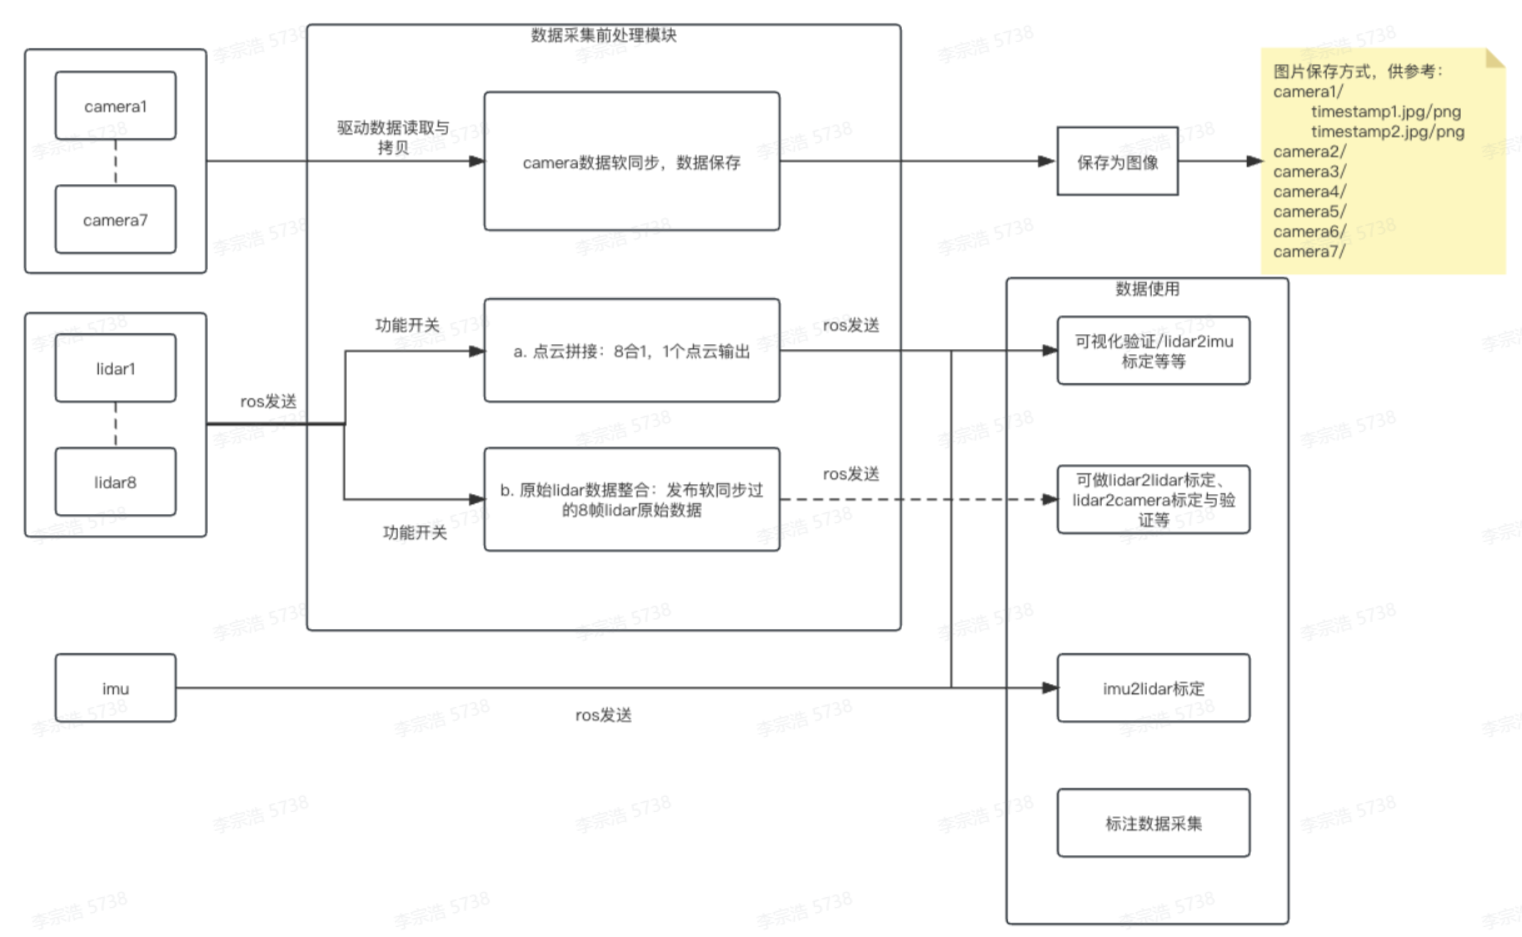 数据采集前处理模块
camera1
camera7
驱动数据读取与
拷贝
camera数据软同步，数据保存
保存为图像
图片保存方式，供参考：
camera1/
timestamp1.jpg/png
timestamp2.jpg/png
camera2/
camera3/
camera4/
camera5/
camera6/
camera7/
lidar1
lidar8
ros发送
功能开关
a. 点云拼接：8合1，1个点云输出
ros发送
功能开关
b. 原始lidar数据整合：发布软同步过
的8帧lidar原始数据
ros发送
数据使用
可视化验证/lidar2imu
标定等等
可做lidar2lidar标定、
lidar2camera标定与验
证等
imu
ros发送
imu2lidar标定
标注数据采集
李宗浩 5738